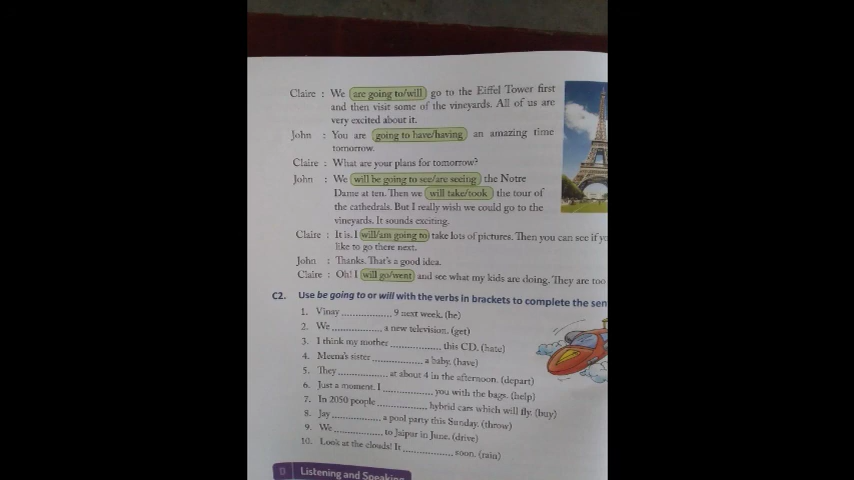 Claire : We are going to/will go to the Eiffel Tower first
and then visit some of the vineyards. All of us are
very excited about it.
John : You are going to have/having an amazing time
tomorrow.
Claire : What are your plans for tomorrow?
John : We will be going to see/are seeing the Notre
Dame at ten. Then we will take/took the tour of
the cathedrals. But I really wish we could go to the
vineyards. It sounds exciting.
Claire : It is. I will/am going to take lots of pictures. Then you can see if
like to go there next.
John : Thanks. That's a good idea.
Claire : Oh! I will go/went and see what my kids are doing. They are too
C2. Use be going to or will with the verbs in brackets to complete the
1. Vinay ............... 9 next week. (be)
2. We ............... a new television. (get)
3. I think my mother ............... this CD. (hate)
4. Meena's sister ............... a baby. (have)
5. They ............... at about 4 in the afternoon. (depart)
6. Just a moment. I ............... you with the bags. (help)
7. In 2050 people ............... hybrid cars which will fly. (buy)
8. Jay ............... a pool party this Sunday. (throw)
9. We ............... to Jaipur in June. (drive)
10. Look at the clouds! It ............... soon. (rain)
D Listening and Speaking